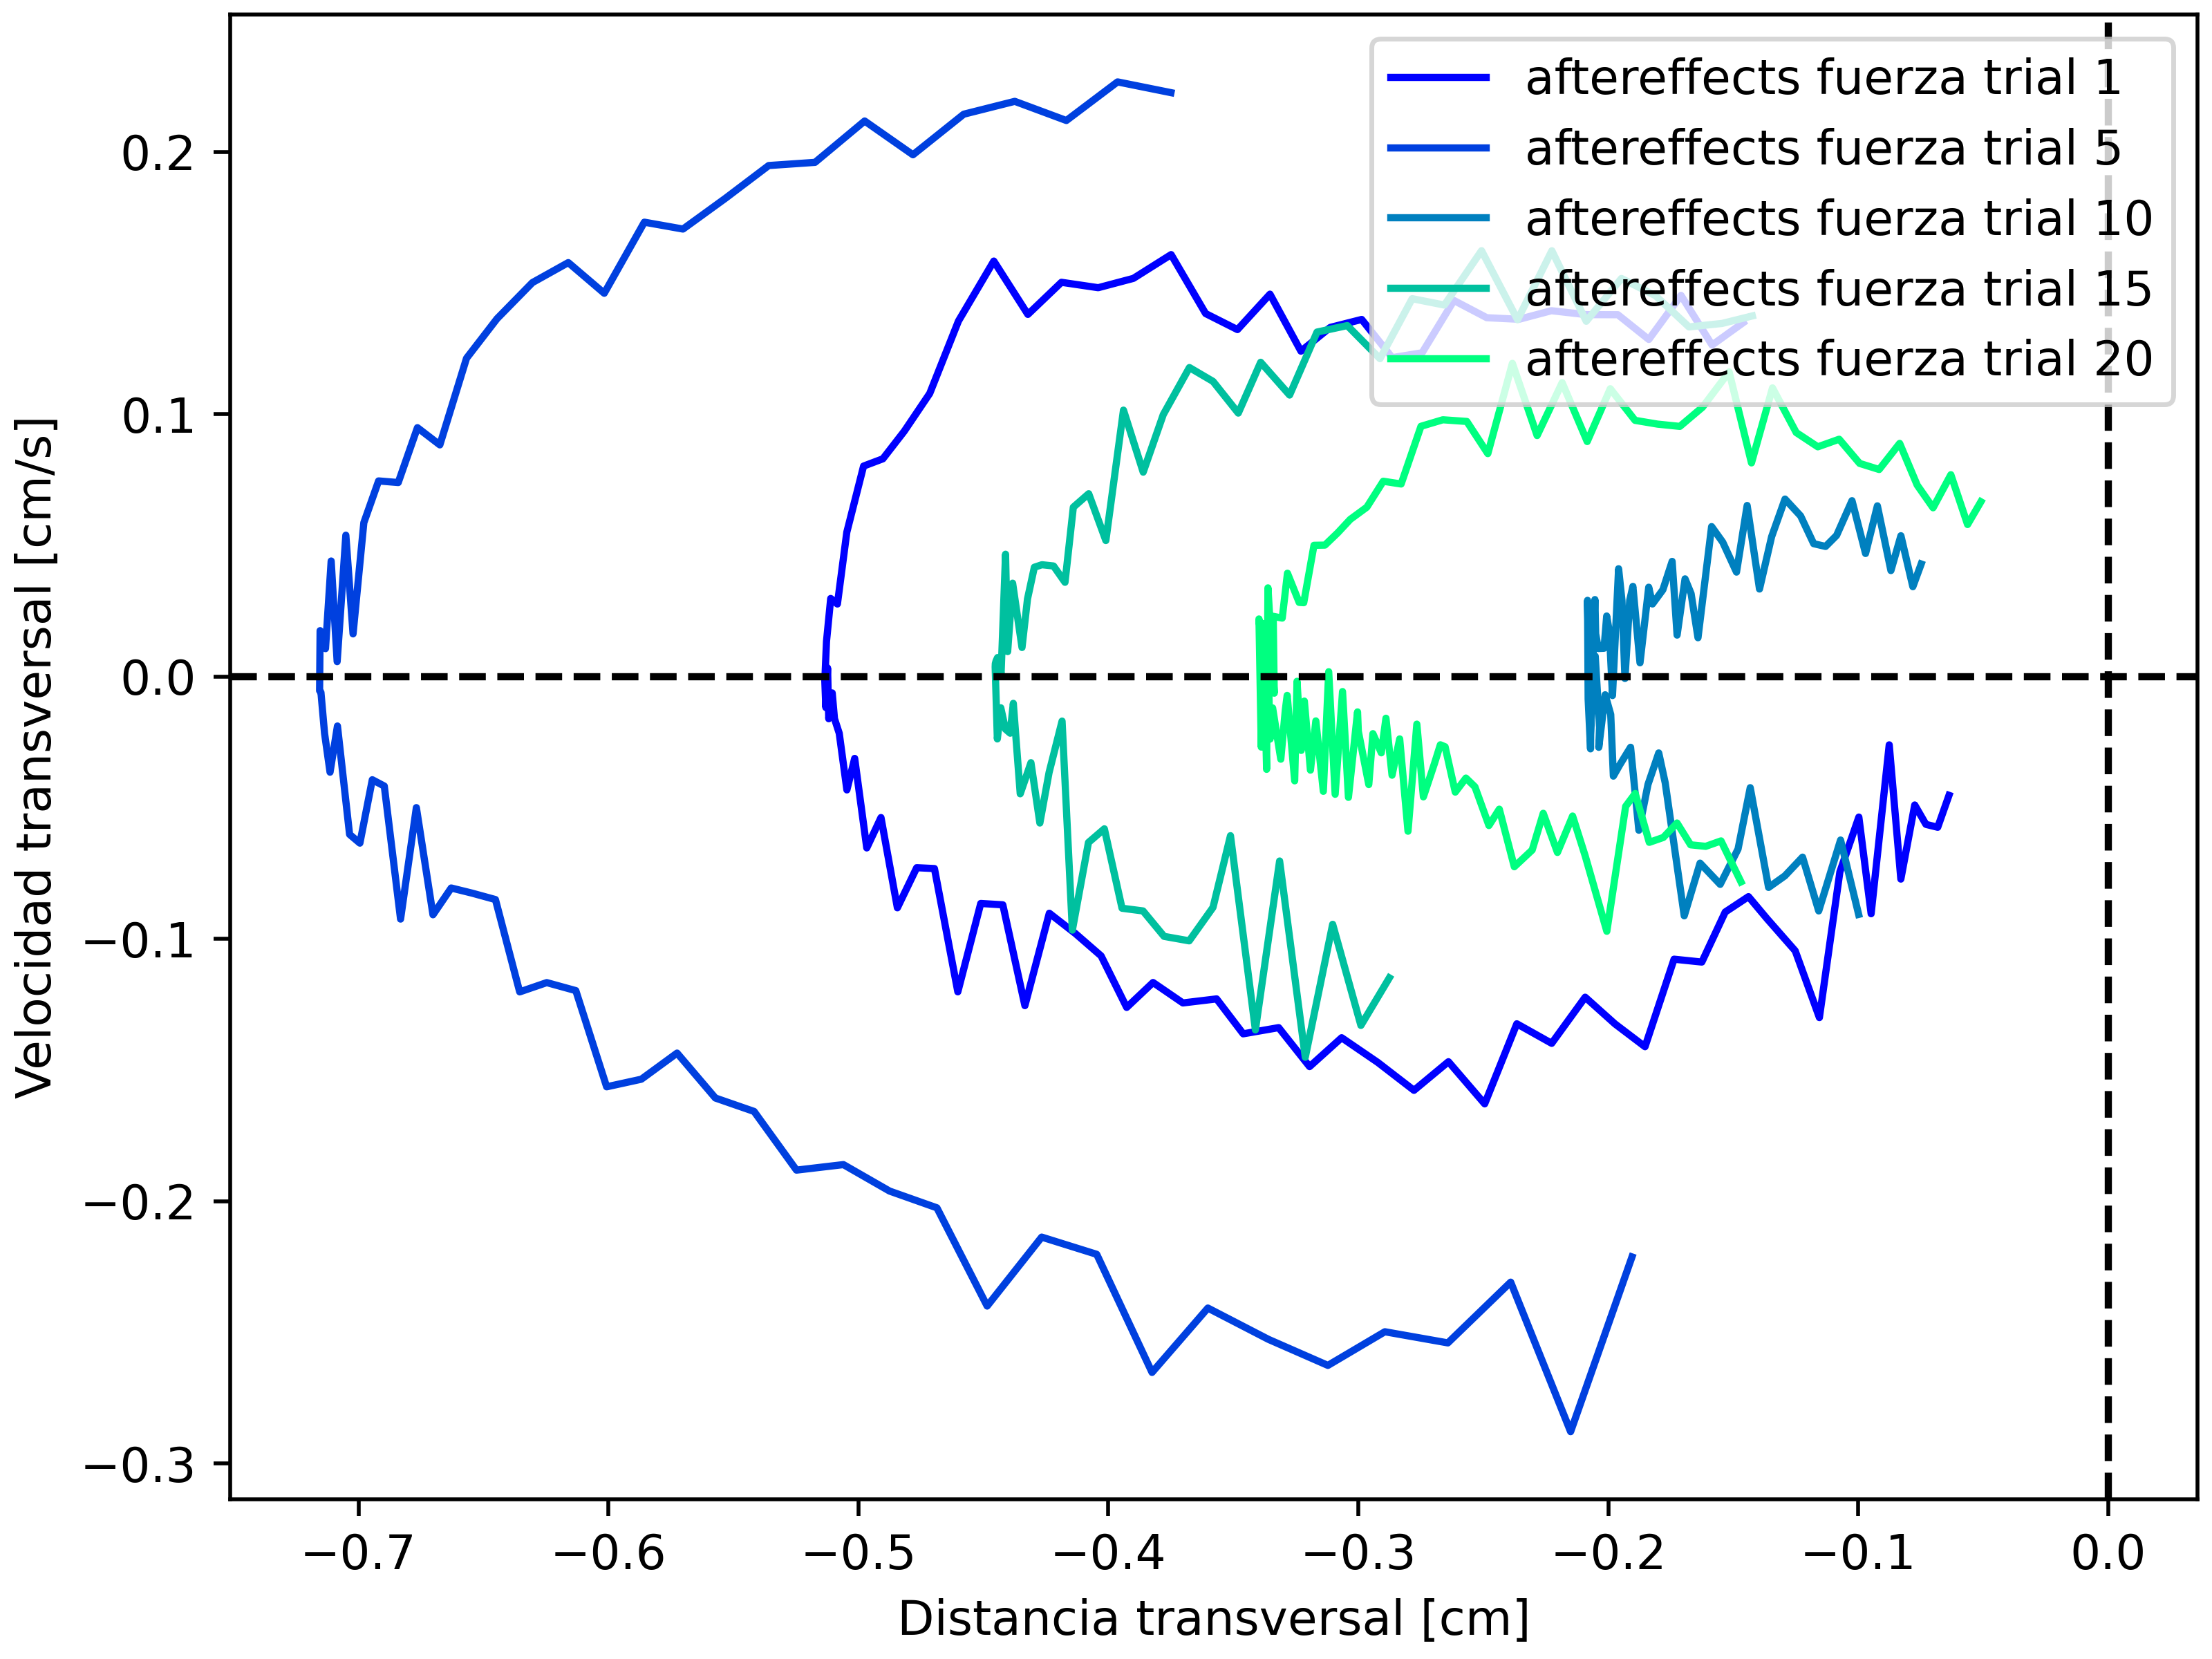 aftereffects fuerza trial 1
aftereffects fuerza trial 5
aftereffects fuerza trial 10
aftereffects fuerza trial 15
aftereffects fuerza trial 20
Velocidad transversal [cm/s]
0.2
0.1
0.0
−0.1
−0.2
−0.3
−0.7 −0.6 −0.5 −0.4 −0.3 −0.2 −0.1 0.0
Distancia transversal [cm]